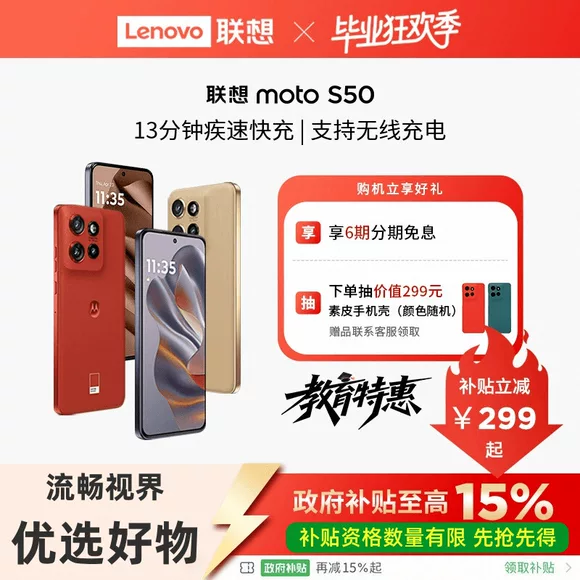 Lenovo 联想 × 毕业狂欢季
联想 moto S50
13分钟疾速快充 | 支持无线充电
11:35
11:35
购机立享好礼
享 享6期分期免息
抽 下单抽价值299元
素皮手机壳（颜色随机）
赠品联系客服领取
教育特惠
补贴立减
￥299
起
流畅视界
优选好物
政府补贴至高15%
补贴资格数量有限 先抢先得
政府补贴 再减15%起
领取补贴 >